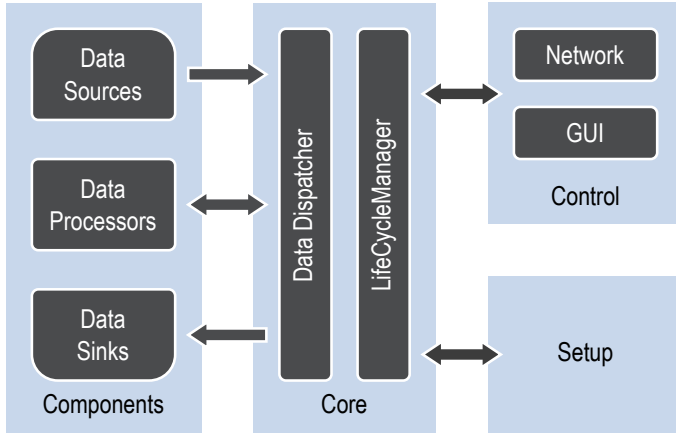 Data
Sources
Data
Processors
Data
Sinks
Components
Data Dispatcher
LifeCycleManager
Core
Network
GUI
Control
Setup